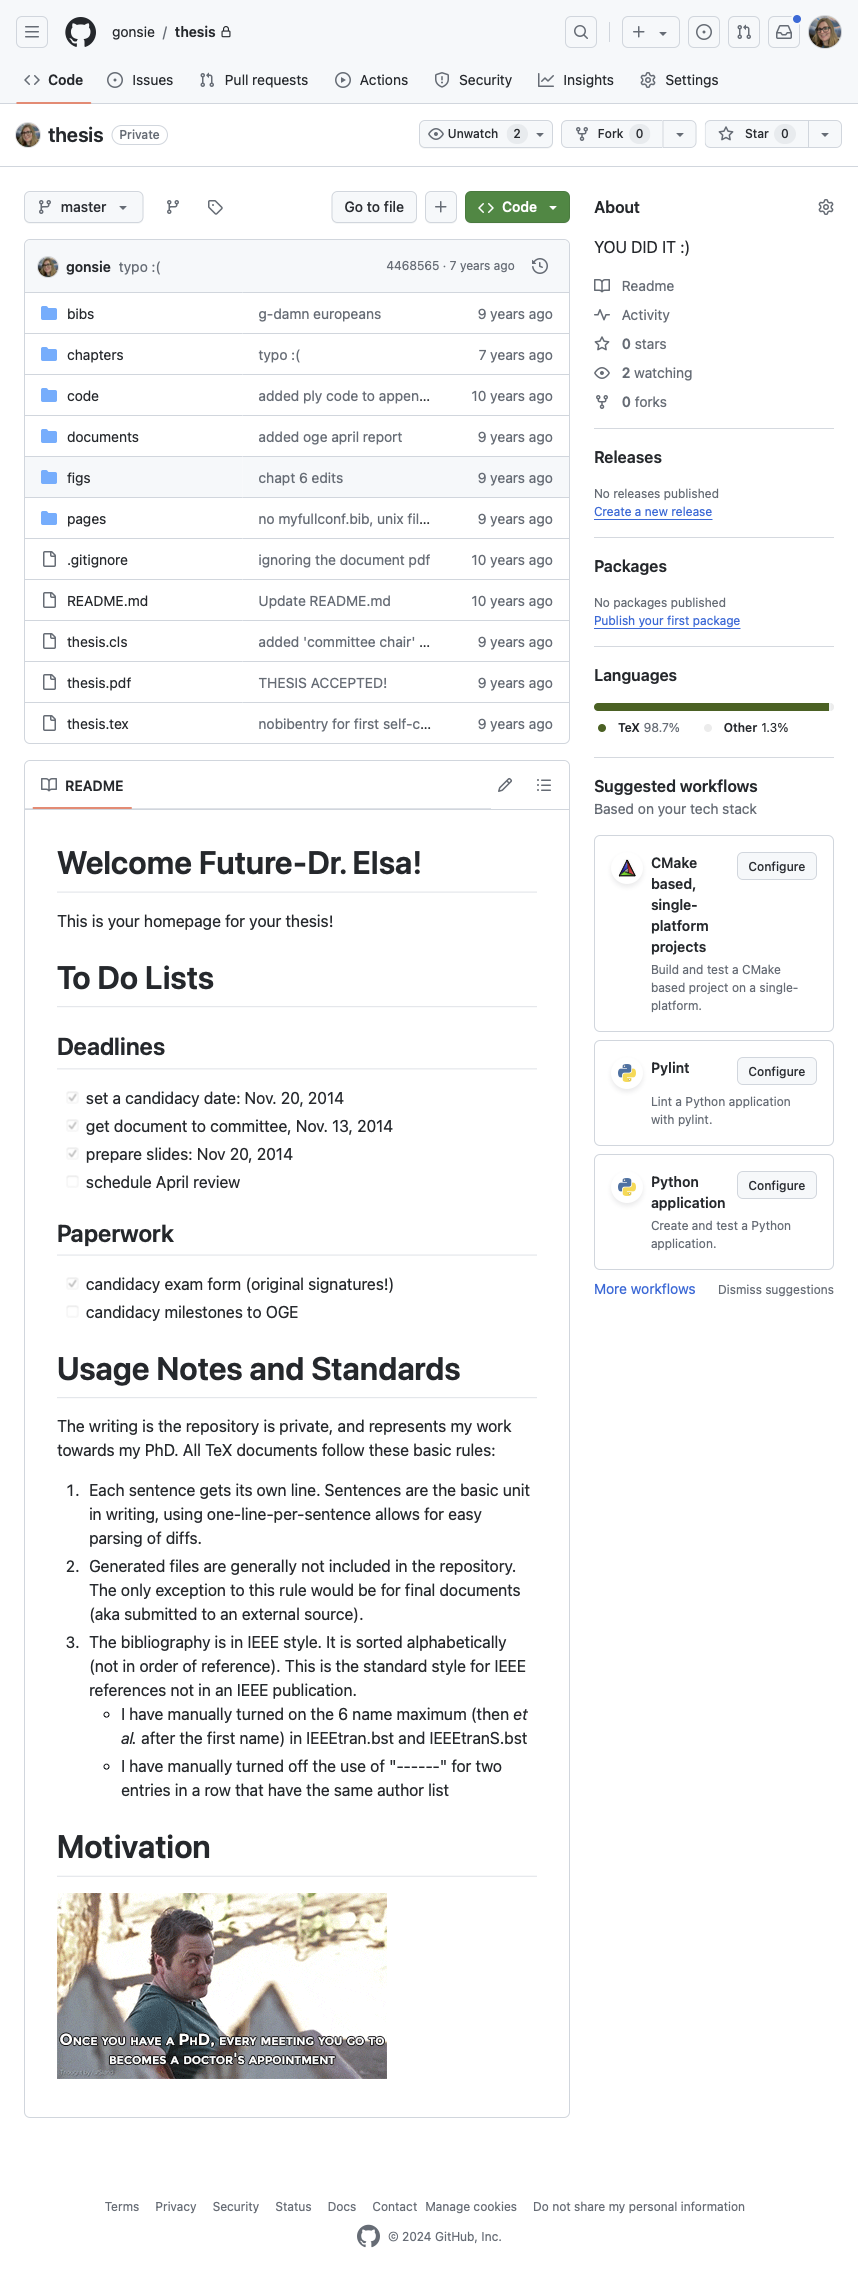 gonsie / thesis
Code Issues Pull requests Actions Security Insights Settings
thesis Private Unwatch 2 Fork 0 Star 0
master Go to file Code
gonsie typo :( 4468565 · 7 years ago
bibs g-damn europeans 9 years ago
chapters typo :( 7 years ago
code added ply code to appen... 10 years ago
documents added oge april report 9 years ago
figs chapt 6 edits 9 years ago
pages no myfullconf.bib, unix fil... 9 years ago
.gitignore ignoring the document pdf 10 years ago
README.md Update README.md 10 years ago
thesis.cls added 'committee chair' ... 9 years ago
thesis.pdf THESIS ACCEPTED! 9 years ago
thesis.tex nobibentry for first self-c... 9 years ago
README
Welcome Future-Dr. Elsa!
This is your homepage for your thesis!
To Do Lists
Deadlines
set a candidacy date: Nov. 20, 2014
get document to committee, Nov. 13, 2014
prepare slides: Nov 20, 2014
schedule April review
Paperwork
candidacy exam form (original signatures!)
candidacy milestones to OGE
Usage Notes and Standards
The writing is the repository is private, and represents my work
towards my PhD. All TeX documents follow these basic rules:
1. Each sentence gets its own line. Sentences are the basic unit
in writing, using one-line-per-sentence allows for easy
parsing of diffs.
2. Generated files are generally not included in the repository.
The only exception to this rule would be for final documents
(aka submitted to an external source).
3. The bibliography is in IEEE style. It is sorted alphabetically
(not in order of reference). This is the standard style for IEEE
references not in an IEEE publication.
I have manually turned on the 6 name maximum (then et
al. after the first name) in IEEEtran.bst and IEEEtranS.bst
I have manually turned off the use of "------" for two
entries in a row that have the same author list
Motivation
ONCE YOU HAVE A PHD, EVERY MEETING YOU GO TO
BECOMES A DOCTOR'S APPOINTMENT
About
YOU DID IT :)
Readme
Activity
0 stars
2 watching
0 forks
Releases
No releases published
Create a new release
Packages
No packages published
Publish your first package
Languages
TeX 98.7% Other 1.3%
Suggested workflows
Based on your tech stack
CMake
based,
single-
platform
projects
Configure
Build and test a CMake
based project on a single-
platform.
Pylint
Configure
Lint a Python application
with pylint.
Python
application
Configure
Create and test a Python
application.
More workflows Dismiss suggestions
Terms Privacy Security Status Docs Contact Manage cookies Do not share my personal information
© 2024 GitHub, Inc.